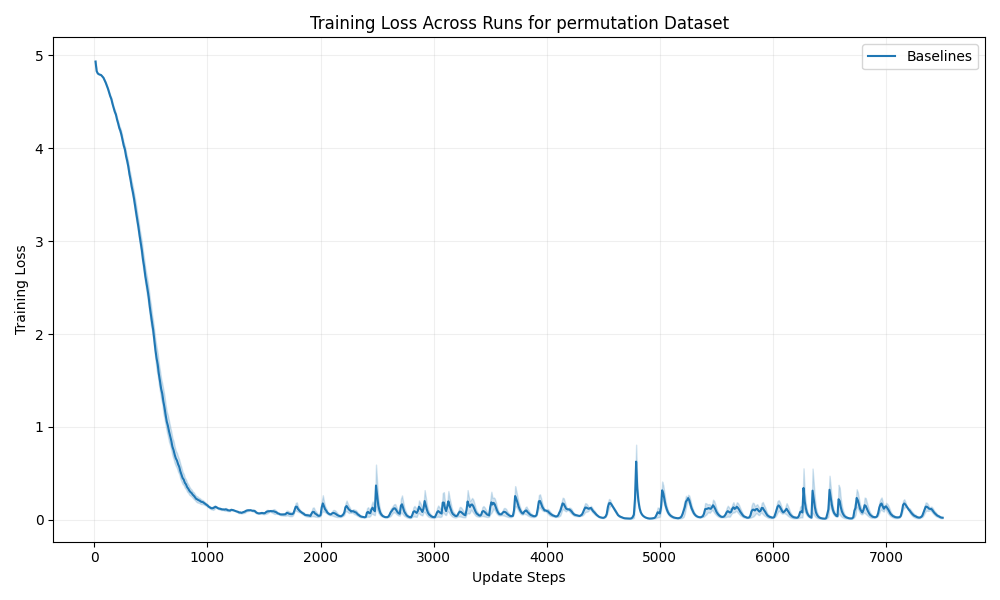 Training Loss Across Runs for permutation Dataset
Baselines
Training Loss
5
4
3
2
1
0
0 1000 2000 3000 4000 5000 6000 7000
Update Steps